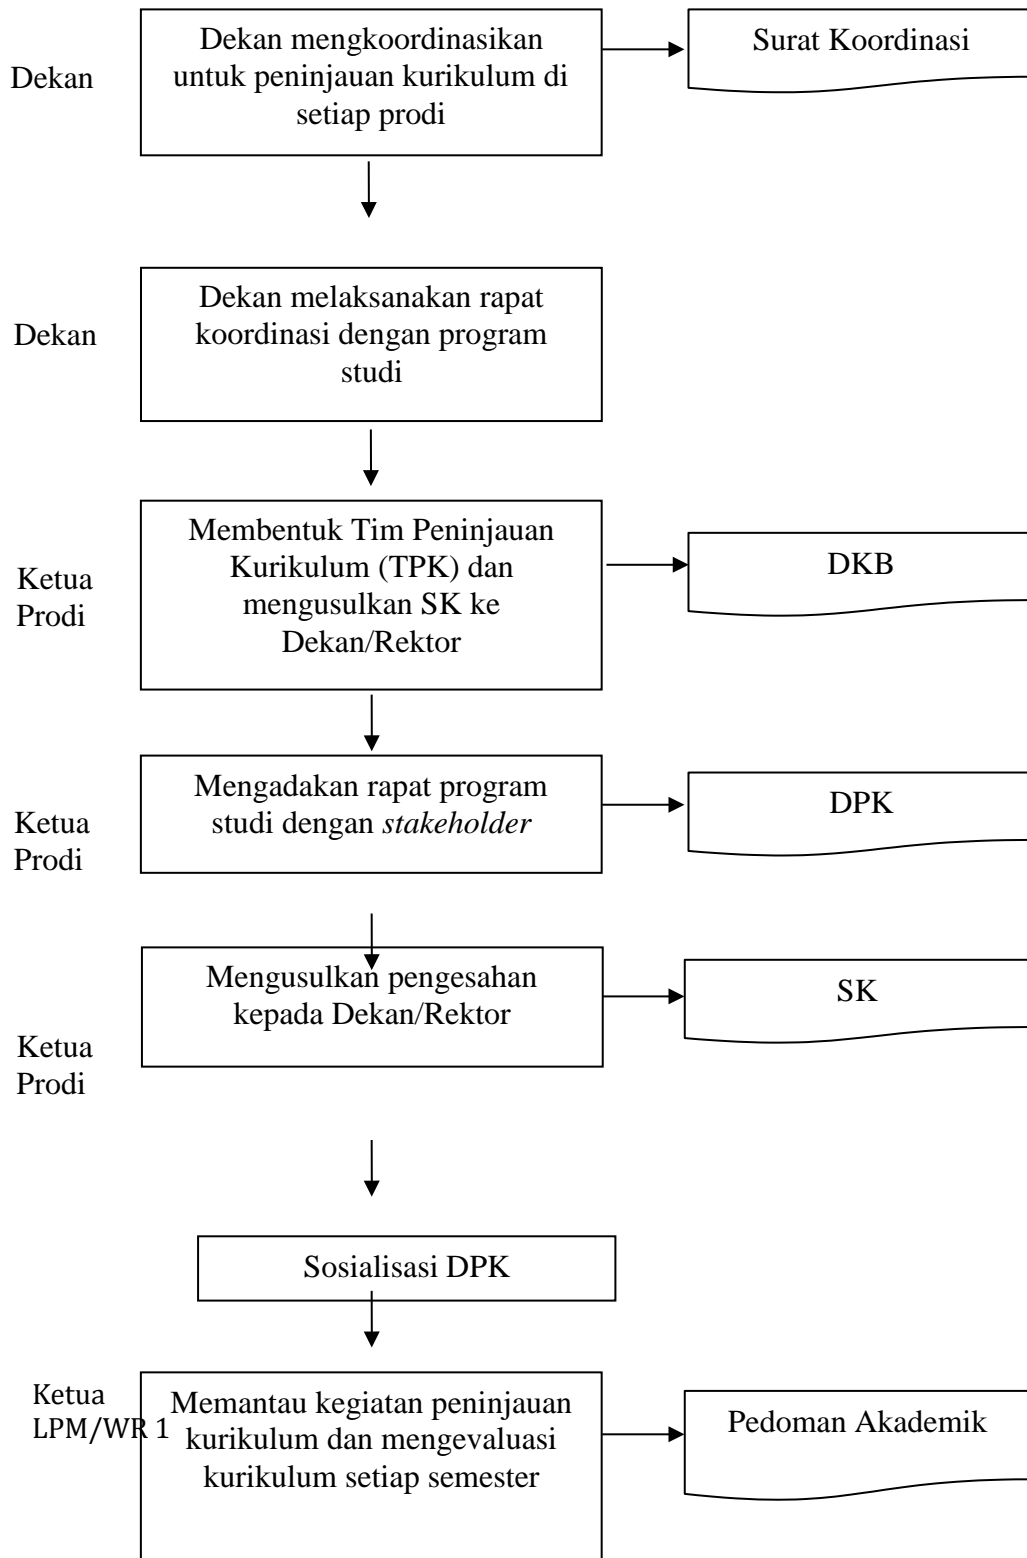 Dekan
Dekan mengkoordinasikan
untuk peninjauan kurikulum di
setiap prodi
Surat Koordinasi
Dekan
Dekan melaksanakan rapat
koordinasi dengan program
studi
Ketua
Prodi
Membentuk Tim Peninjauan
Kurikulum (TPK) dan
mengusulkan SK ke
Dekan/Rektor
DKB
Ketua
Prodi
Mengadakan rapat program
studi dengan stakeholder
DPK
Ketua
Prodi
Mengusulkan pengesahan
kepada Dekan/Rektor
SK
Sosialisasi DPK
Ketua
LPM/WR 1
Memantau kegiatan peninjauan
kurikulum dan mengevaluasi
kurikulum setiap semester
Pedoman Akademik